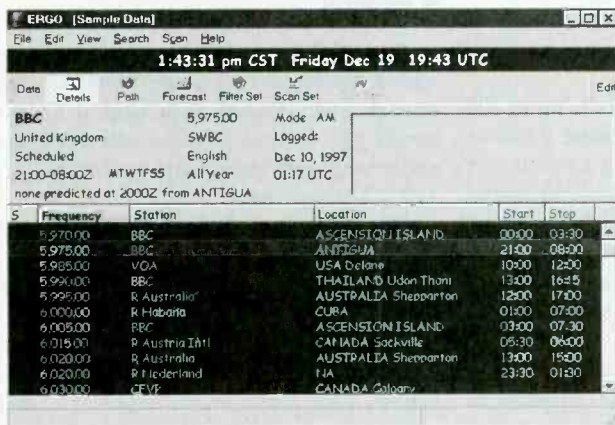 ERGO [Sample Data]
File Edit View Search Scan Help
1:43:31 pm CST Friday Dec 19 19:43 UTC
Data Details Path Forecast Filter Set Scan Set Edit
BBC 5,975.00 Mode AM
United Kingdom SWBC Logged:
Scheduled English Dec 10, 1997
21:00-08:00Z MTWTFSS All Year 01:17 UTC
none predicted at 2000Z from ANTIGUA
S Frequency Station Location Start Stop
5,970.00 BBC ASCENSION ISLAND 00:00 03:30
5,975.00 BBC ANTIGUA 21:00 08:00
5,985.00 VOA USA Delano 10:00 12:00
5,990.00 BBC THAILAND Udon Thani 13:00 16:15
5,995.00 R Australia AUSTRALIA Shepparton 12:00 17:00
6,000.00 R Habana CUBA 01:00 07:00
6,005.00 BBC ASCENSION ISLAND 03:00 07:30
6,015.00 R Austria Intl CANADA Sackville 05:30 06:00
6,020.00 R Australia AUSTRALIA Shepparton 13:00 15:00
6,020.00 R Nederland NA 23:30 01:30
6,030.00 CFVP CANADA Calgary